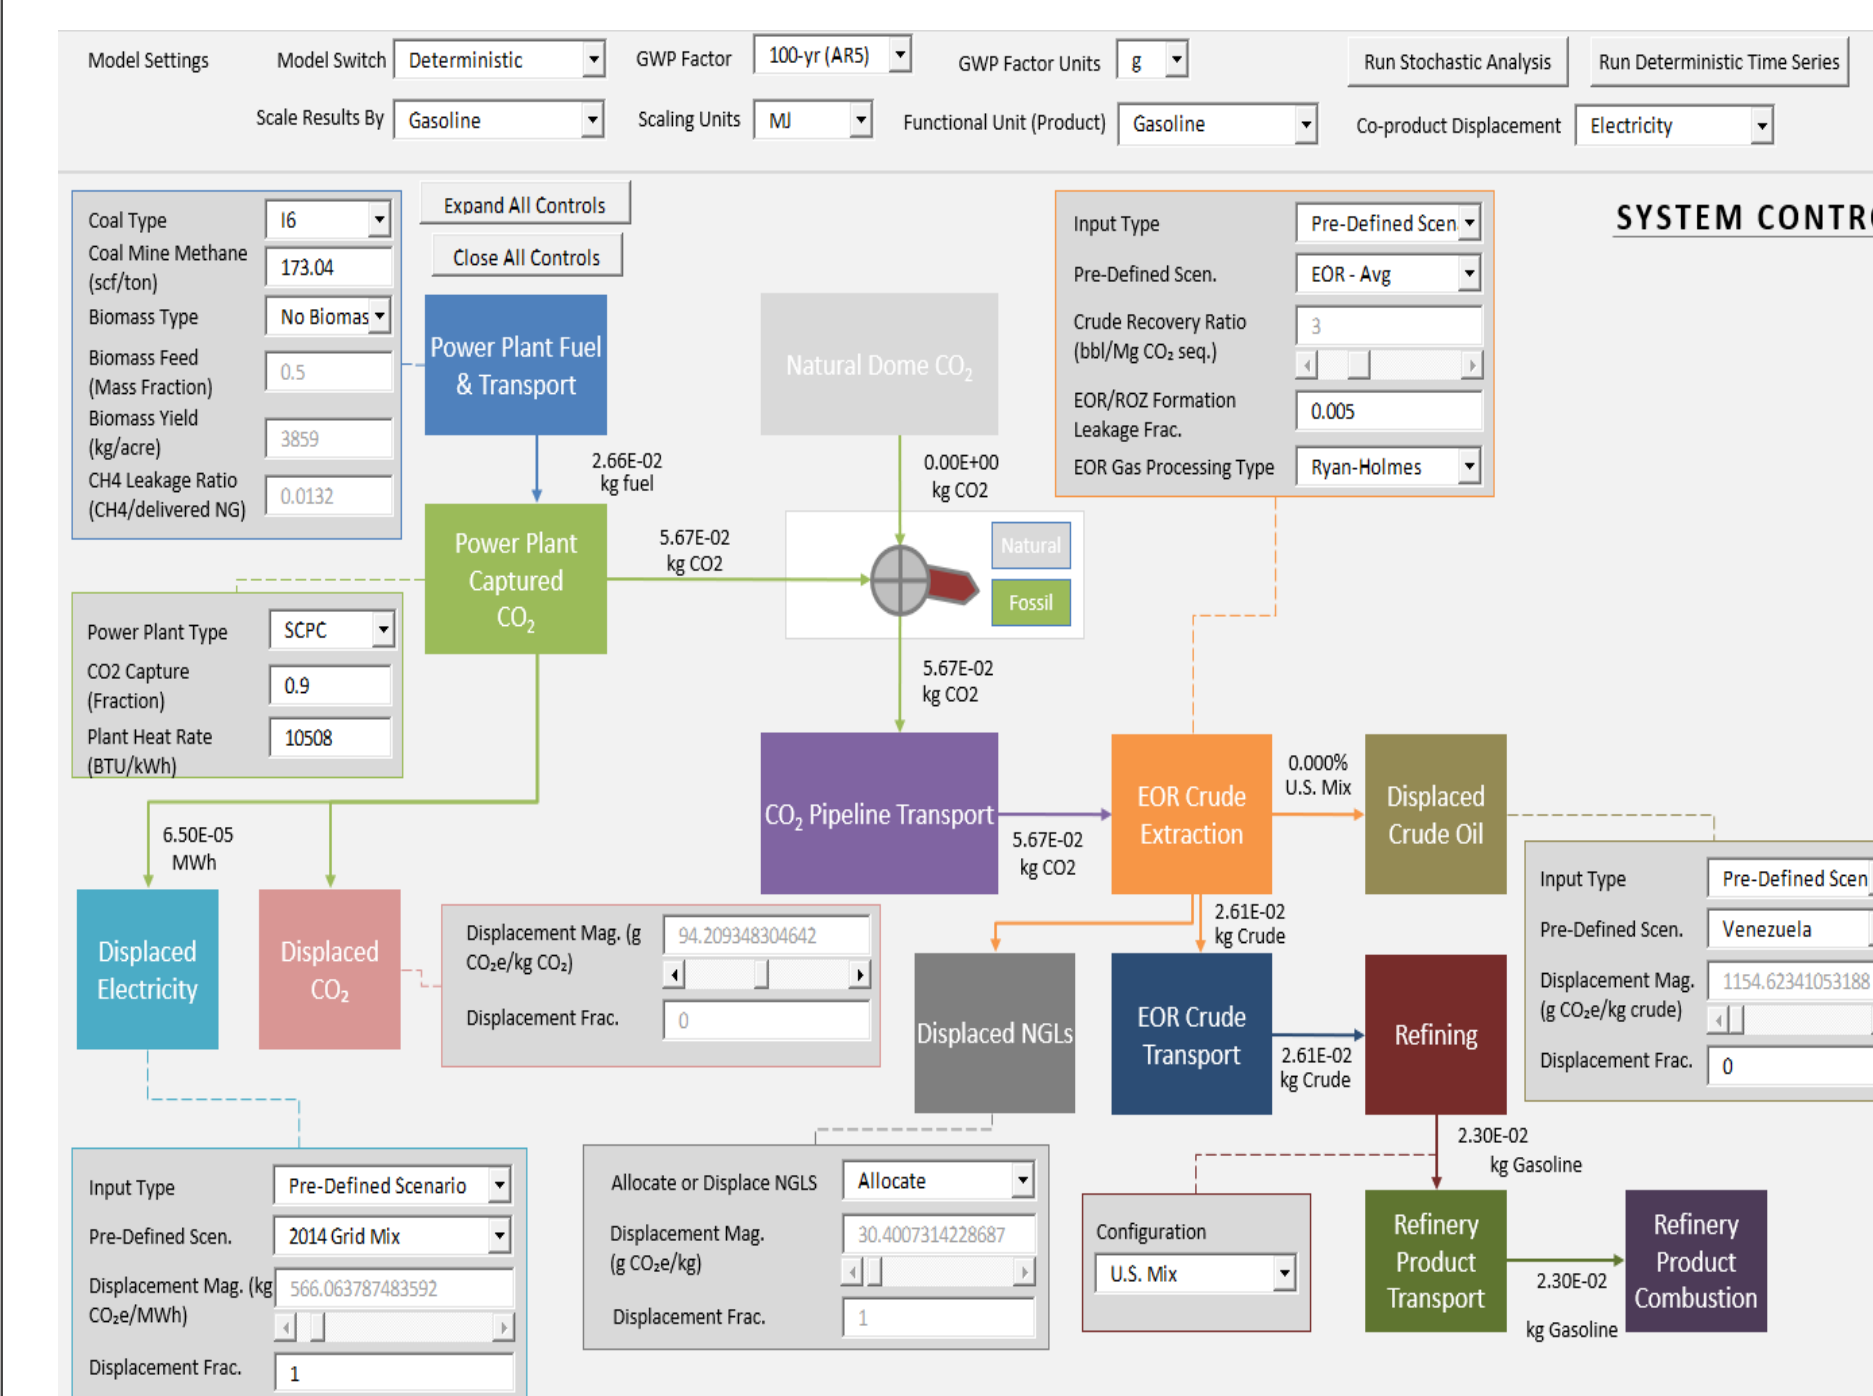 Model Settings
Model Switch
Deterministic
GWP Factor
100-yr (AR5)
GWP Factor Units
g
Run Stochastic Analysis
Run Deterministic Time Series
Scale Results By
Gasoline
Scaling Units
MJ
Functional Unit (Product)
Gasoline
Co-product Displacement
Electricity
Coal Type
I6
Coal Mine Methane
(scf/ton)
173.04
Biomass Type
No Biomas
Biomass Feed
(Mass Fraction)
0.5
Biomass Yield
(kg/acre)
3859
CH4 Leakage Ratio
(CH4/delivered NG)
0.0132
Expand All Controls
Close All Controls
Power Plant Fuel
& Transport
2.66E-02
kg fuel
Natural Dome CO₂
0.00E+00
kg CO2
Input Type
Pre-Defined Scen
Pre-Defined Scen.
EOR - Avg
Crude Recovery Ratio
(bbl/Mg CO₂ seq.)
3
EOR/ROZ Formation
Leakage Frac.
0.005
EOR Gas Processing Type
Ryan-Holmes
SYSTEM CONTR
Power Plant
Captured
CO₂
5.67E-02
kg CO2
Natural
Fossil
5.67E-02
kg CO2
Power Plant Type
SCPC
CO2 Capture
(Fraction)
0.9
Plant Heat Rate
(BTU/kWh)
10508
6.50E-05
MWh
CO₂ Pipeline Transport
5.67E-02
kg CO2
EOR Crude
Extraction
0.000%
U.S. Mix
Displaced
Crude Oil
Input Type
Pre-Defined Scen
Pre-Defined Scen.
Venezuela
Displacement Mag.
(g CO₂e/kg crude)
1154.62341053188
Displacement Frac.
0
Displaced
Electricity
Displaced
CO₂
Displacement Mag. (g
CO₂e/kg CO₂)
94.209348304642
Displacement Frac.
0
2.61E-02
kg Crude
Displaced NGLs
EOR Crude
Transport
2.61E-02
kg Crude
Refining
2.30E-02
kg Gasoline
Input Type
Pre-Defined Scenario
Pre-Defined Scen.
2014 Grid Mix
Displacement Mag. (kg
CO₂e/MWh)
566.063787483592
Displacement Frac.
1
Allocate or Displace NGLS
Allocate
Displacement Mag.
(g CO₂e/kg)
30.4007314228687
Displacement Frac.
1
Configuration
U.S. Mix
Refinery
Product
Transport
2.30E-02
kg Gasoline
Refinery
Product
Combustion